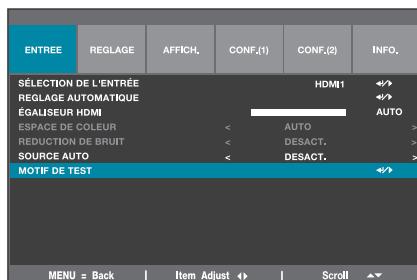 ENTREE REGLAGE AFFICH. CONF.(1) CONF.(2) INFO.
SÉLECTION DE L'ENTRÉE HDMI1
REGLAGE AUTOMATIQUE
ÉGALISEUR HDMI AUTO
ESPACE DE COLEUR < AUTO >
REDUCTION DE BRUIT < DESACT. >
SOURCE AUTO < DESACT. >
MOTIF DE TEST
MENU = Back | Item Adjust | Scroll